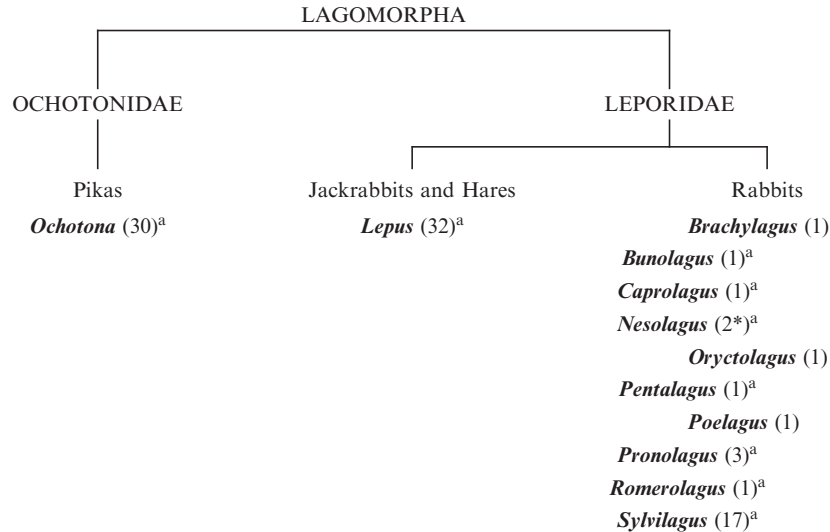 LAGOMORPHA
OCHOTONIDAE LEPORIDAE
Pikas Jackrabbits and Hares Rabbits
Ochotona (30)a Lepus (32)a Brachylagus (1)
Bunolagus (1)a
Caprolagus (1)a
Nesolagus (2*)a
Oryctolagus (1)
Pentalagus (1)a
Poelagus (1)
Pronolagus (3)a
Romerolagus (1)a
Sylvilagus (17)a